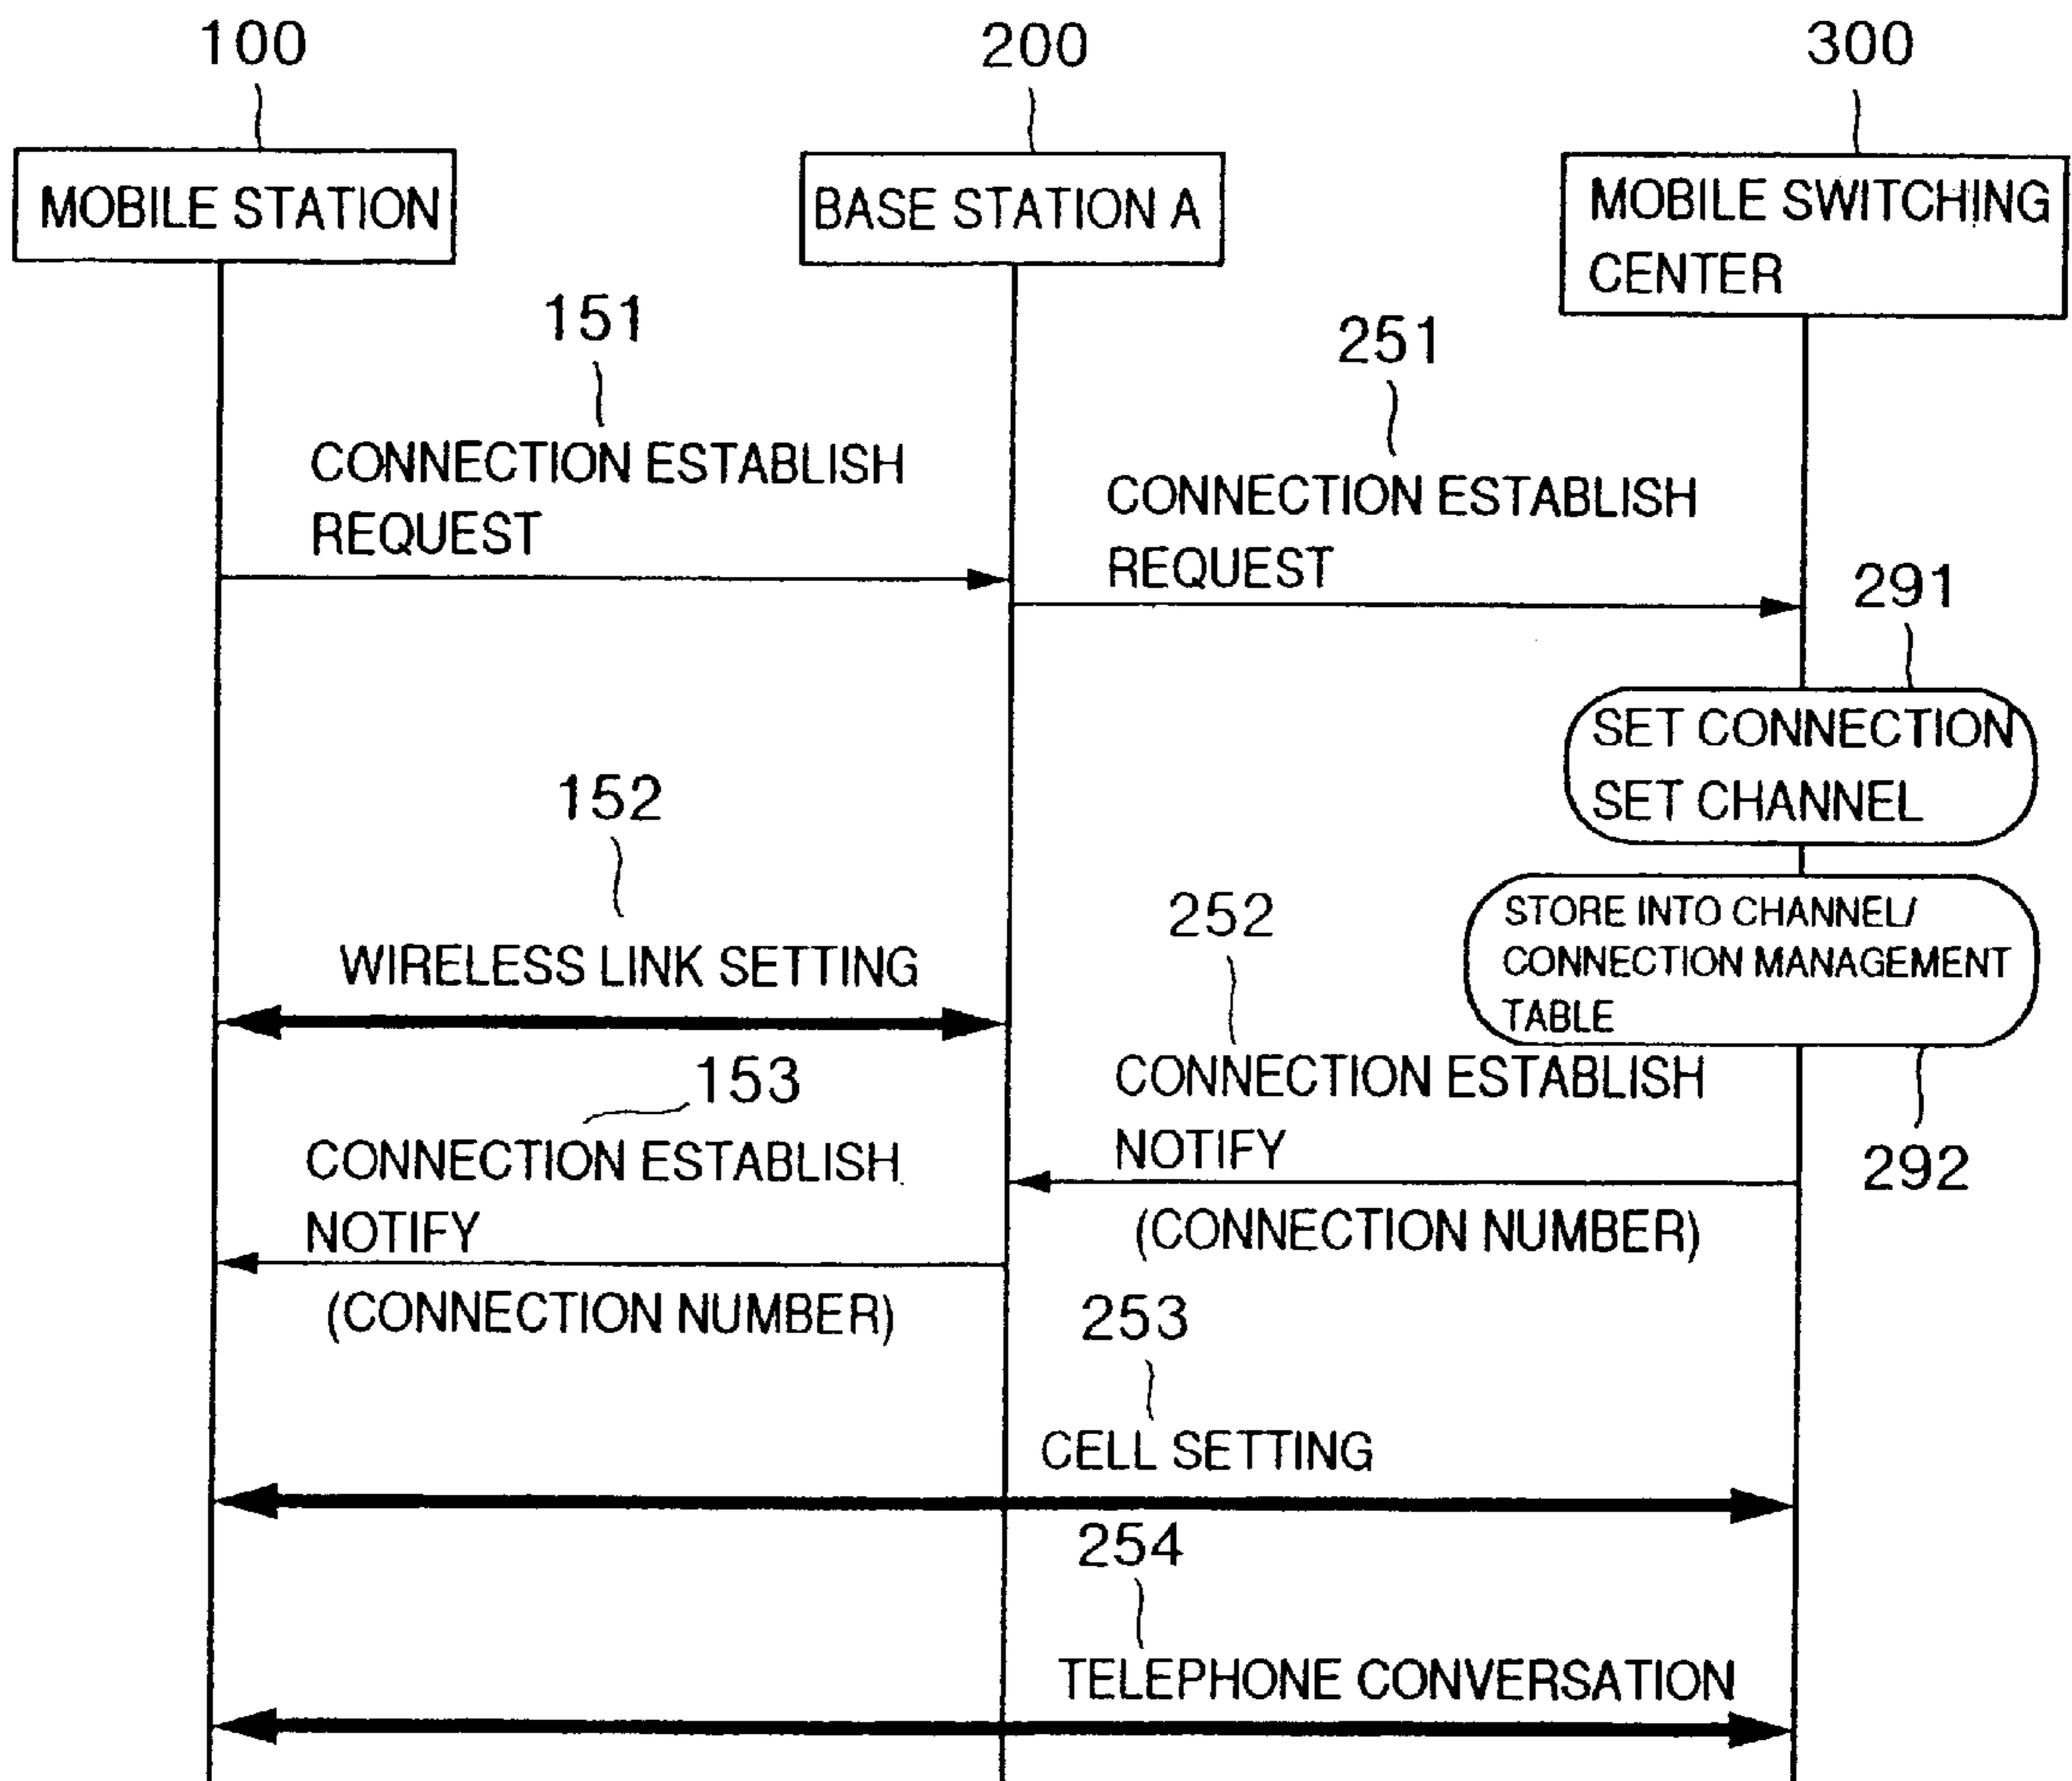 100
200
300
MOBILE STATION
BASE STATION A
MOBILE SWITCHING
CENTER
151
251
CONNECTION ESTABLISH
REQUEST
CONNECTION ESTABLISH
REQUEST
291
SET CONNECTION
SET CHANNEL
152
WIRELESS LINK SETTING
252
STORE INTO CHANNEL/
CONNECTION MANAGEMENT
TABLE
292
153
CONNECTION ESTABLISH
NOTIFY
(CONNECTION NUMBER)
CONNECTION ESTABLISH
NOTIFY
(CONNECTION NUMBER)
253
CELL SETTING
254
TELEPHONE CONVERSATION